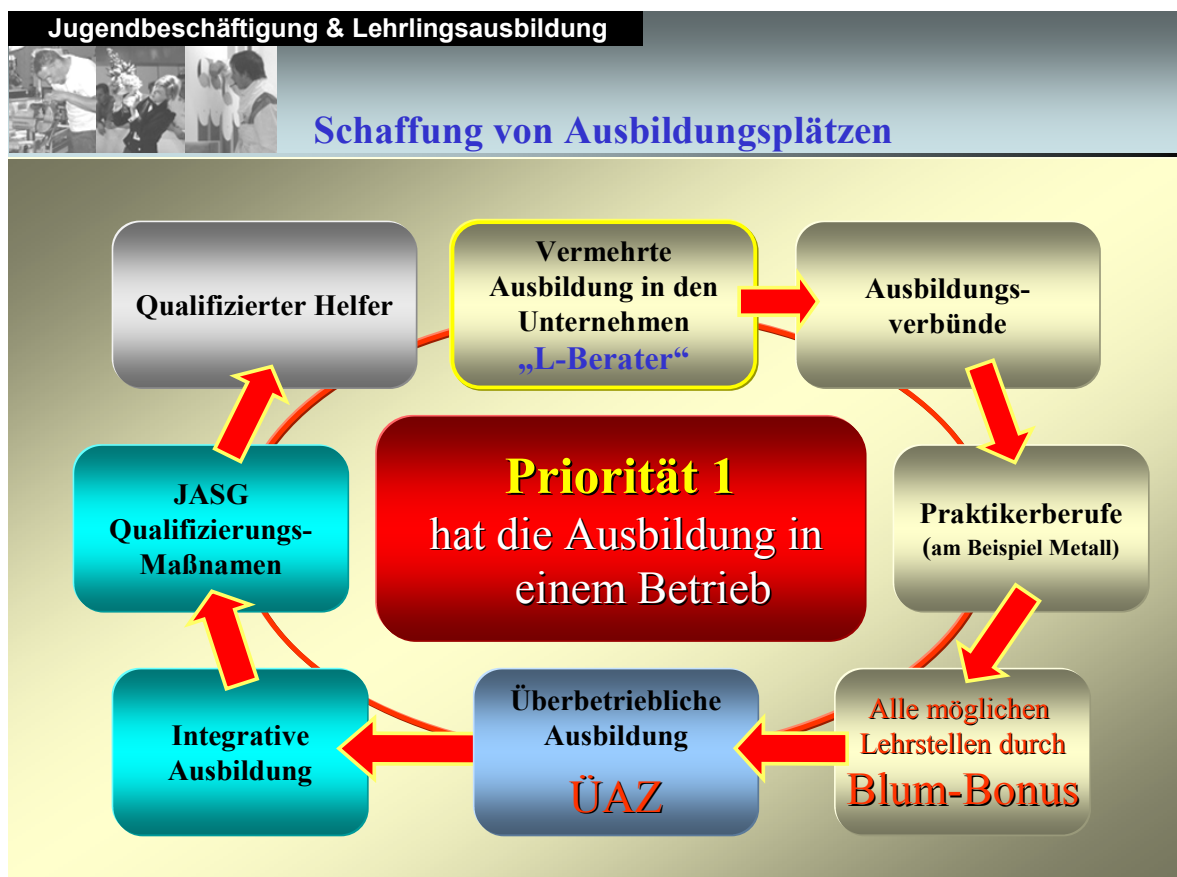 Jugendbeschäftigung & Lehrlingsausbildung
Schaffung von Ausbildungsplätzen
Qualifizierter Helfer
Vermehrte
Ausbildung in den
Unternehmen
„L-Berater“
Ausbildungs-
verbünde
Praktikerberufe
(am Beispiel Metall)
Alle möglichen
Lehrstellen durch
Blum-Bonus
Überbetriebliche
Ausbildung
ÜAZ
Integrative
Ausbildung
JASG
Qualifizierungs-
Maßnamen
Priorität 1
hat die Ausbildung in
einem Betrieb